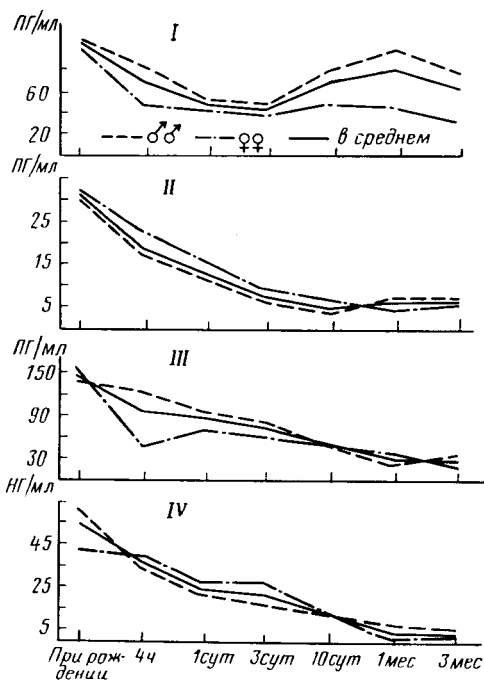 ПГ/мл
I
60
20
♂♂ ♀♀ в среднем
ПГ/мл
II
25
15
5
ПГ/мл
III
150
90
30
НГ/мл
IV
45
25
5
При рож-
дении
4ч 1сут 3сут 10сут 1мес 3мес